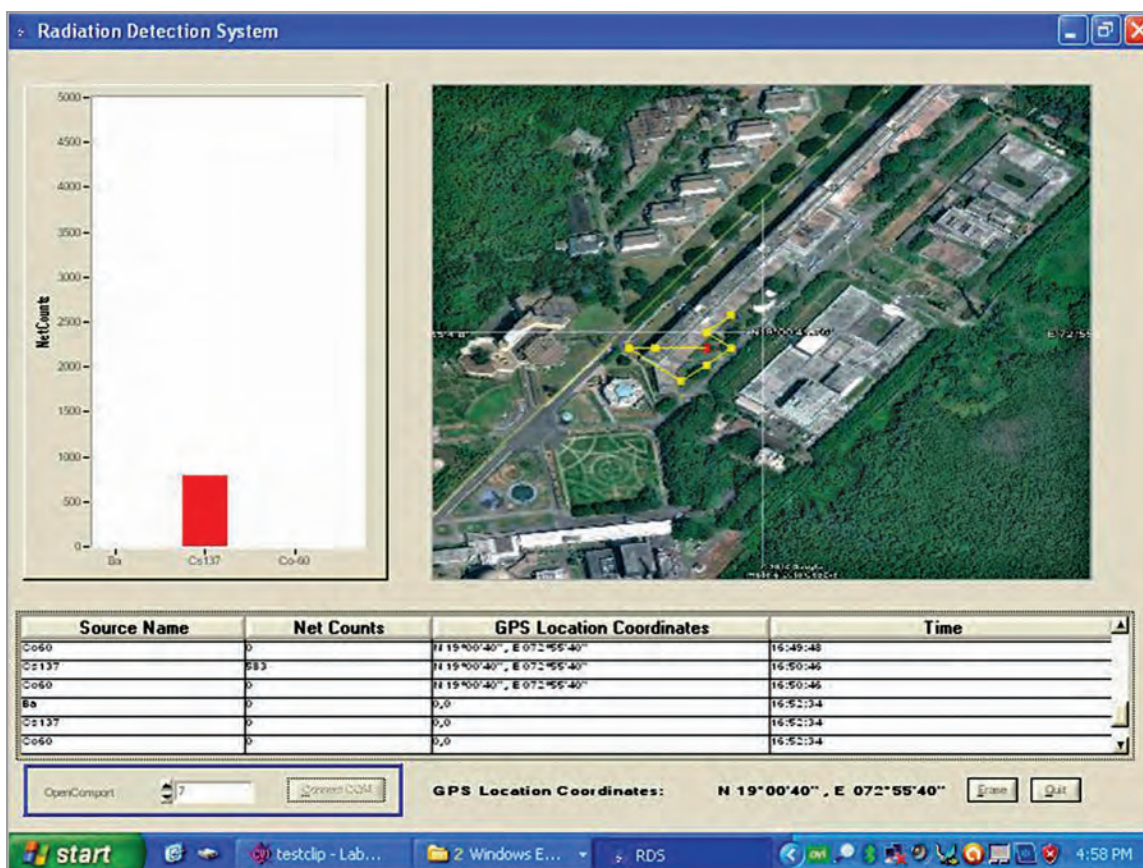 Radiation Detection System
5000
4500
4000
3500
3000
2500
2000
1500
1000
500
0
NetCounts
Ba
Cs137
Co-60
E 72°55
Source Name Net Counts GPS Location Coordinates Time
Co60 0 N 19°00'40", E 072°55'40" 16:49:48
Cs137 583 N 19°00'40", E 072°55'40" 16:50:46
Co60 0 N 19°00'40", E 072°55'40" 16:50:46
Ba 0 0,0 16:52:34
Cs137 0 0,0 16:52:34
Co60 0 0,0 16:52:34
OpenComport 7 Connect COM
GPS Location Coordinates: N 19°00'40", E 072°55'40" Erase Quit
start testclip - Lab... 2 Windows E... RDS ovi 4:58 PM